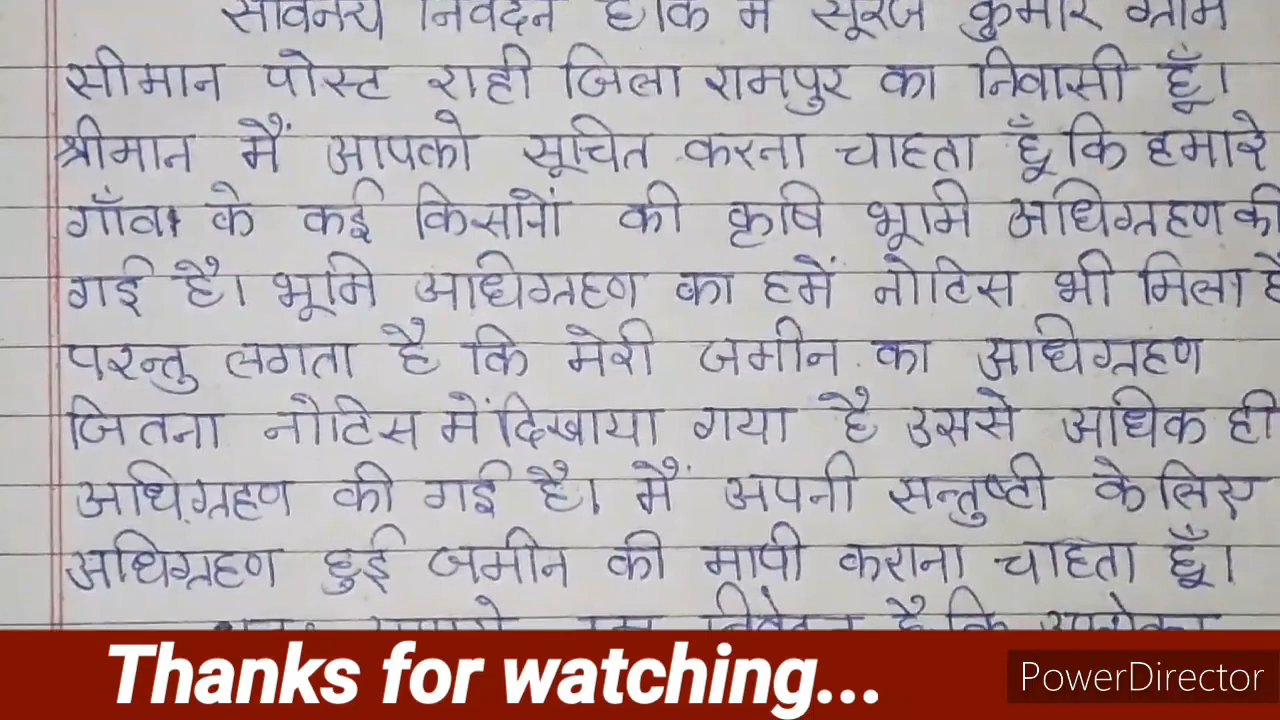 सविनय निवेदन है कि मैं सूरज कुमार ग्राम
सीमान पोस्ट राही जिला रामपुर का निवासी हूँ।
श्रीमान मैं आपको सूचित करना चाहता हूँ कि हमारे
गाँव के कई किसानों की कृषि भूमि अधिग्रहण की
गई है। भूमि अधिग्रहण का हमें नोटिस भी मिला है
परन्तु लगता है कि मेरी जमीन का अधिग्रहण
जितना नोटिस में दिखाया गया है उससे अधिक ही
अधिग्रहण की गई है। मैं अपनी सन्तुष्टी के लिए
अधिग्रहण हुई जमीन की मापी कराना चाहता हूँ।
निवेदन है कि
Thanks for watching...
PowerDirector